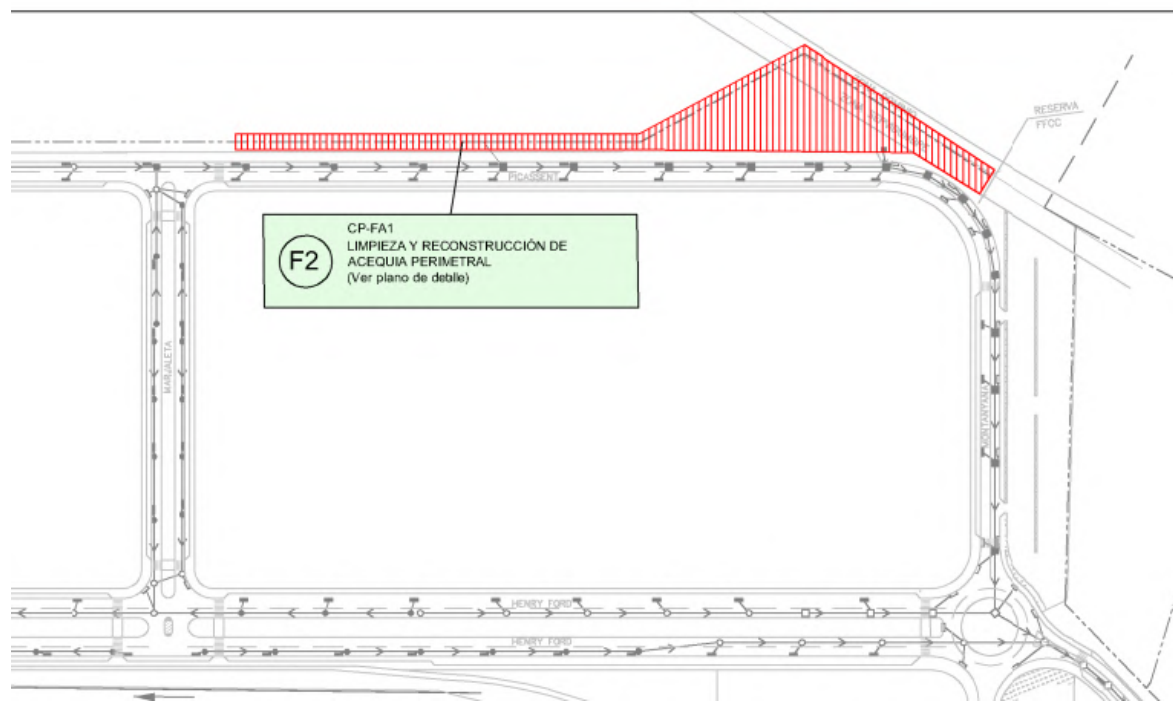 RESERVA
FFCC
PICASSENT
CP-FA1
F2
LIMPIEZA Y RECONSTRUCCIÓN DE
ACEQUIA PERIMETRAL
(Ver plano de detalle)
MARJALETA
MONTANYANA
HENRY FORD
HENRY FORD